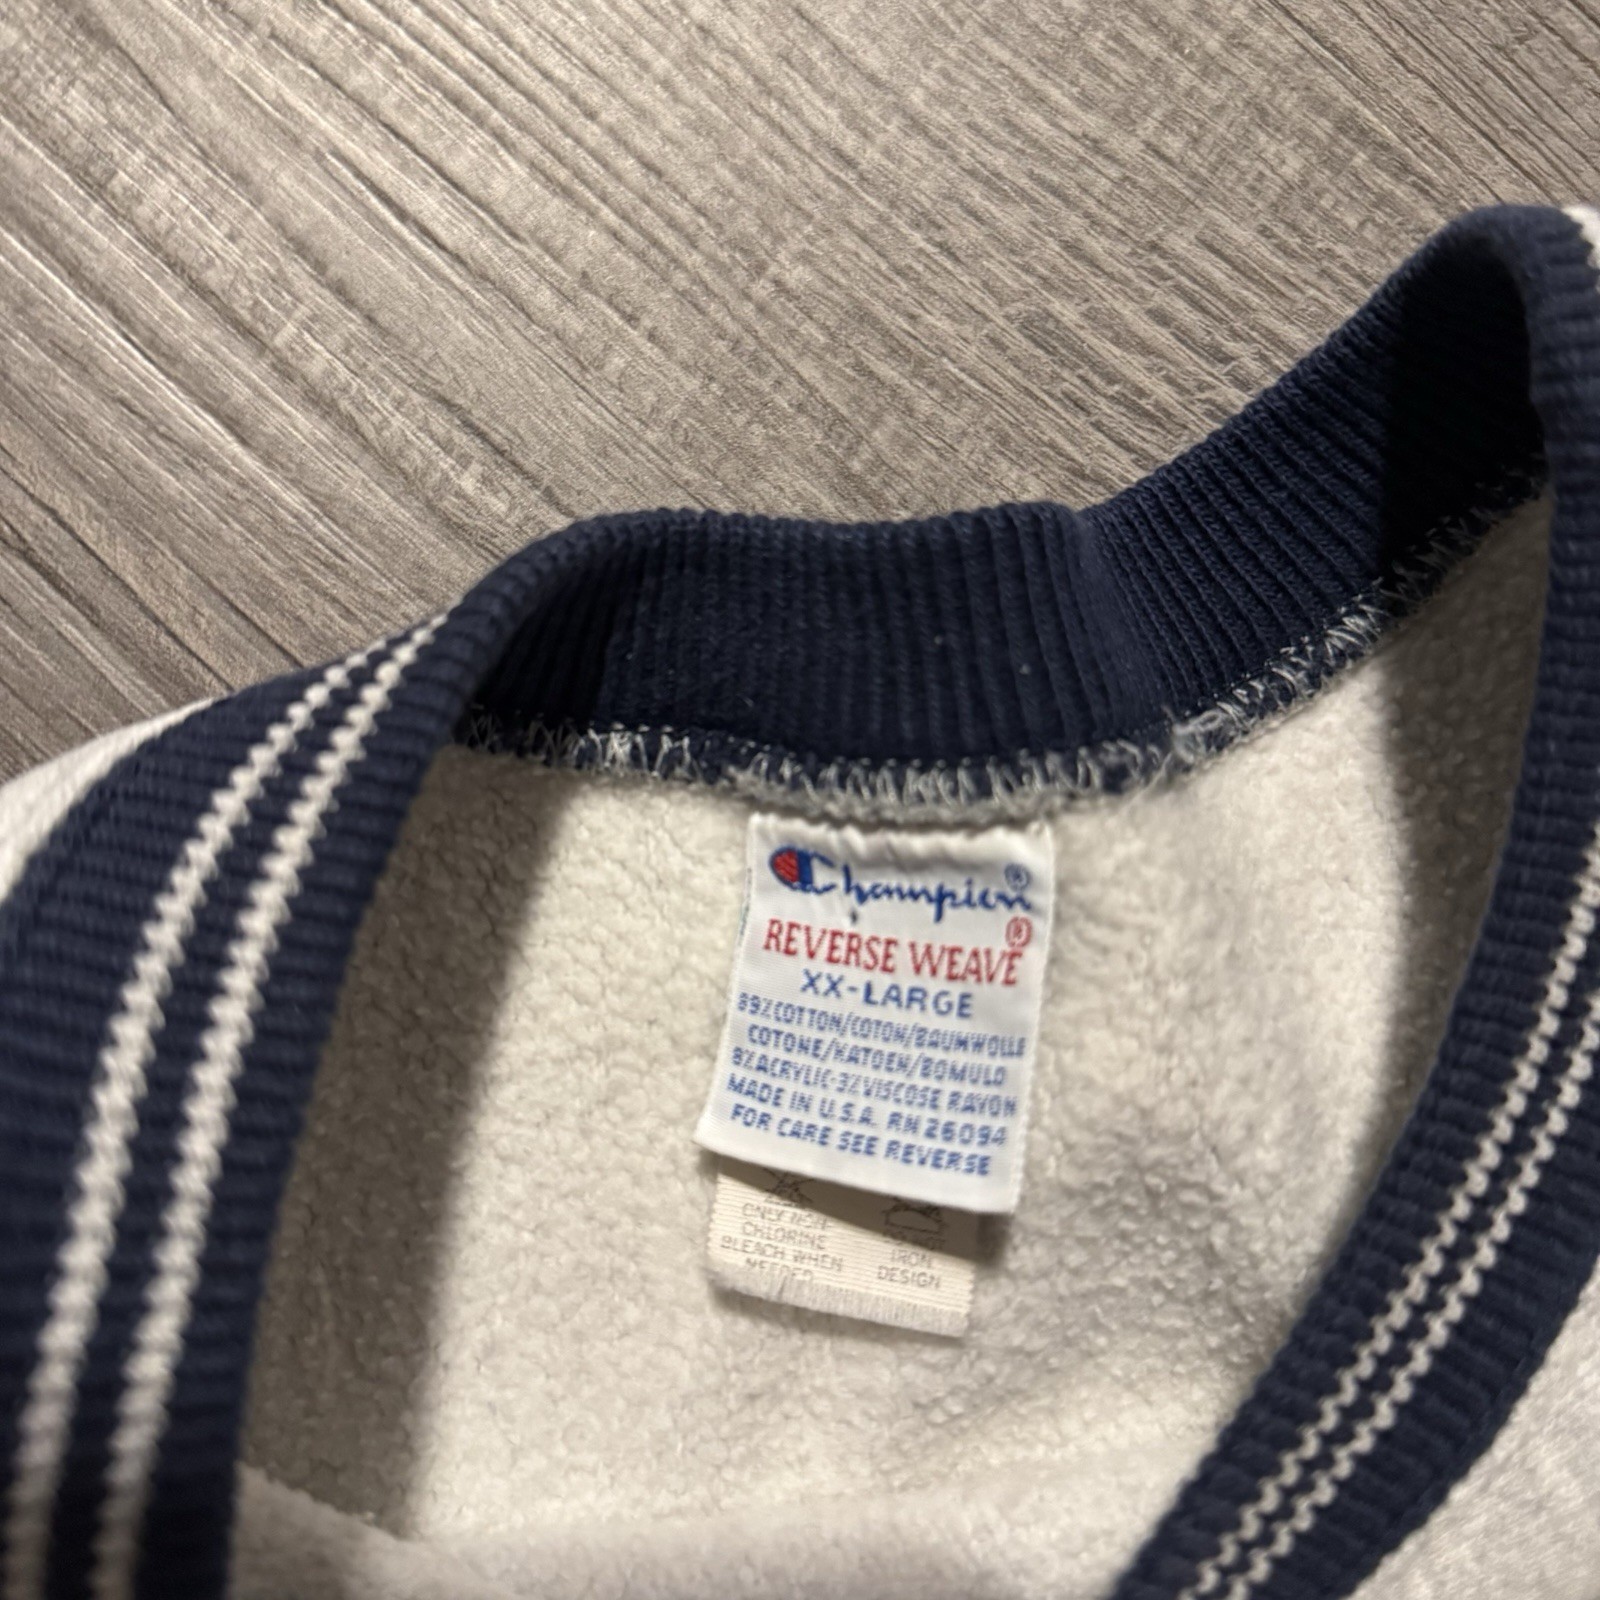 Champion®
REVERSE WEAVE®
XX-LARGE
89%COTTON/COTON/BAUMWOLLE
COTONE/KATOEN/BOMULD
8%ACRYLIC-3%VISCOSE RAYON
MADE IN U.S.A. RN 26094
FOR CARE SEE REVERSE
ONLY NON-
CHLORINE
BLEACH WHEN
NEEDED
IRON
DESIGN